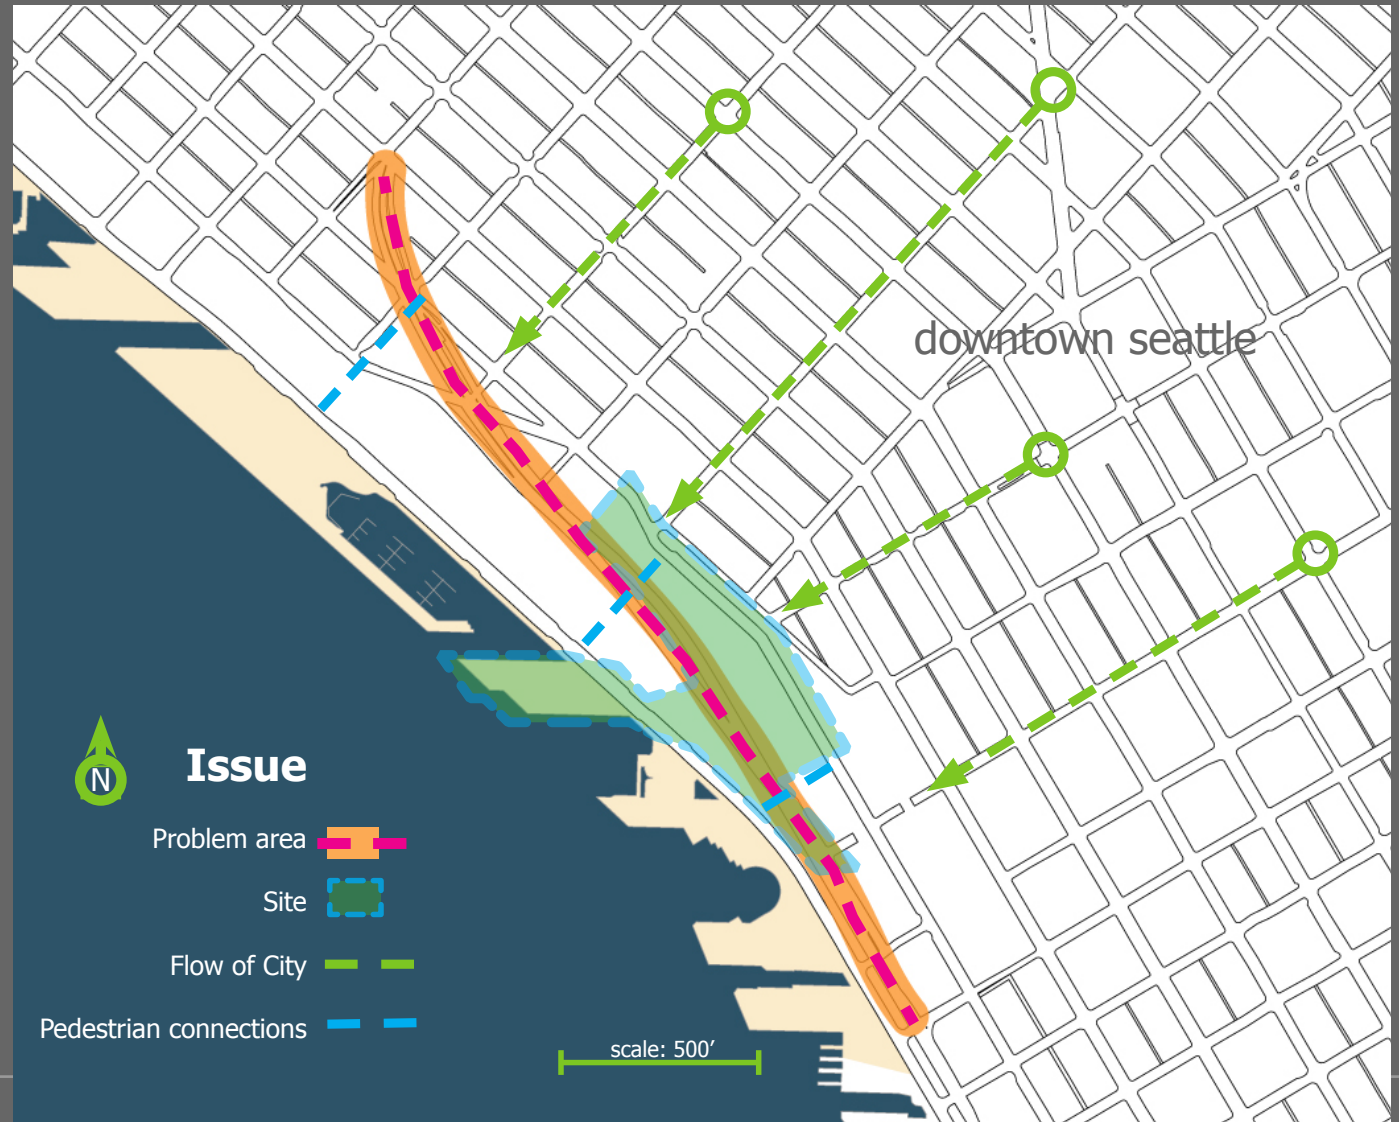 downtown seattle
N
Issue
Problem area
Site
Flow of City
Pedestrian connections
scale: 500’